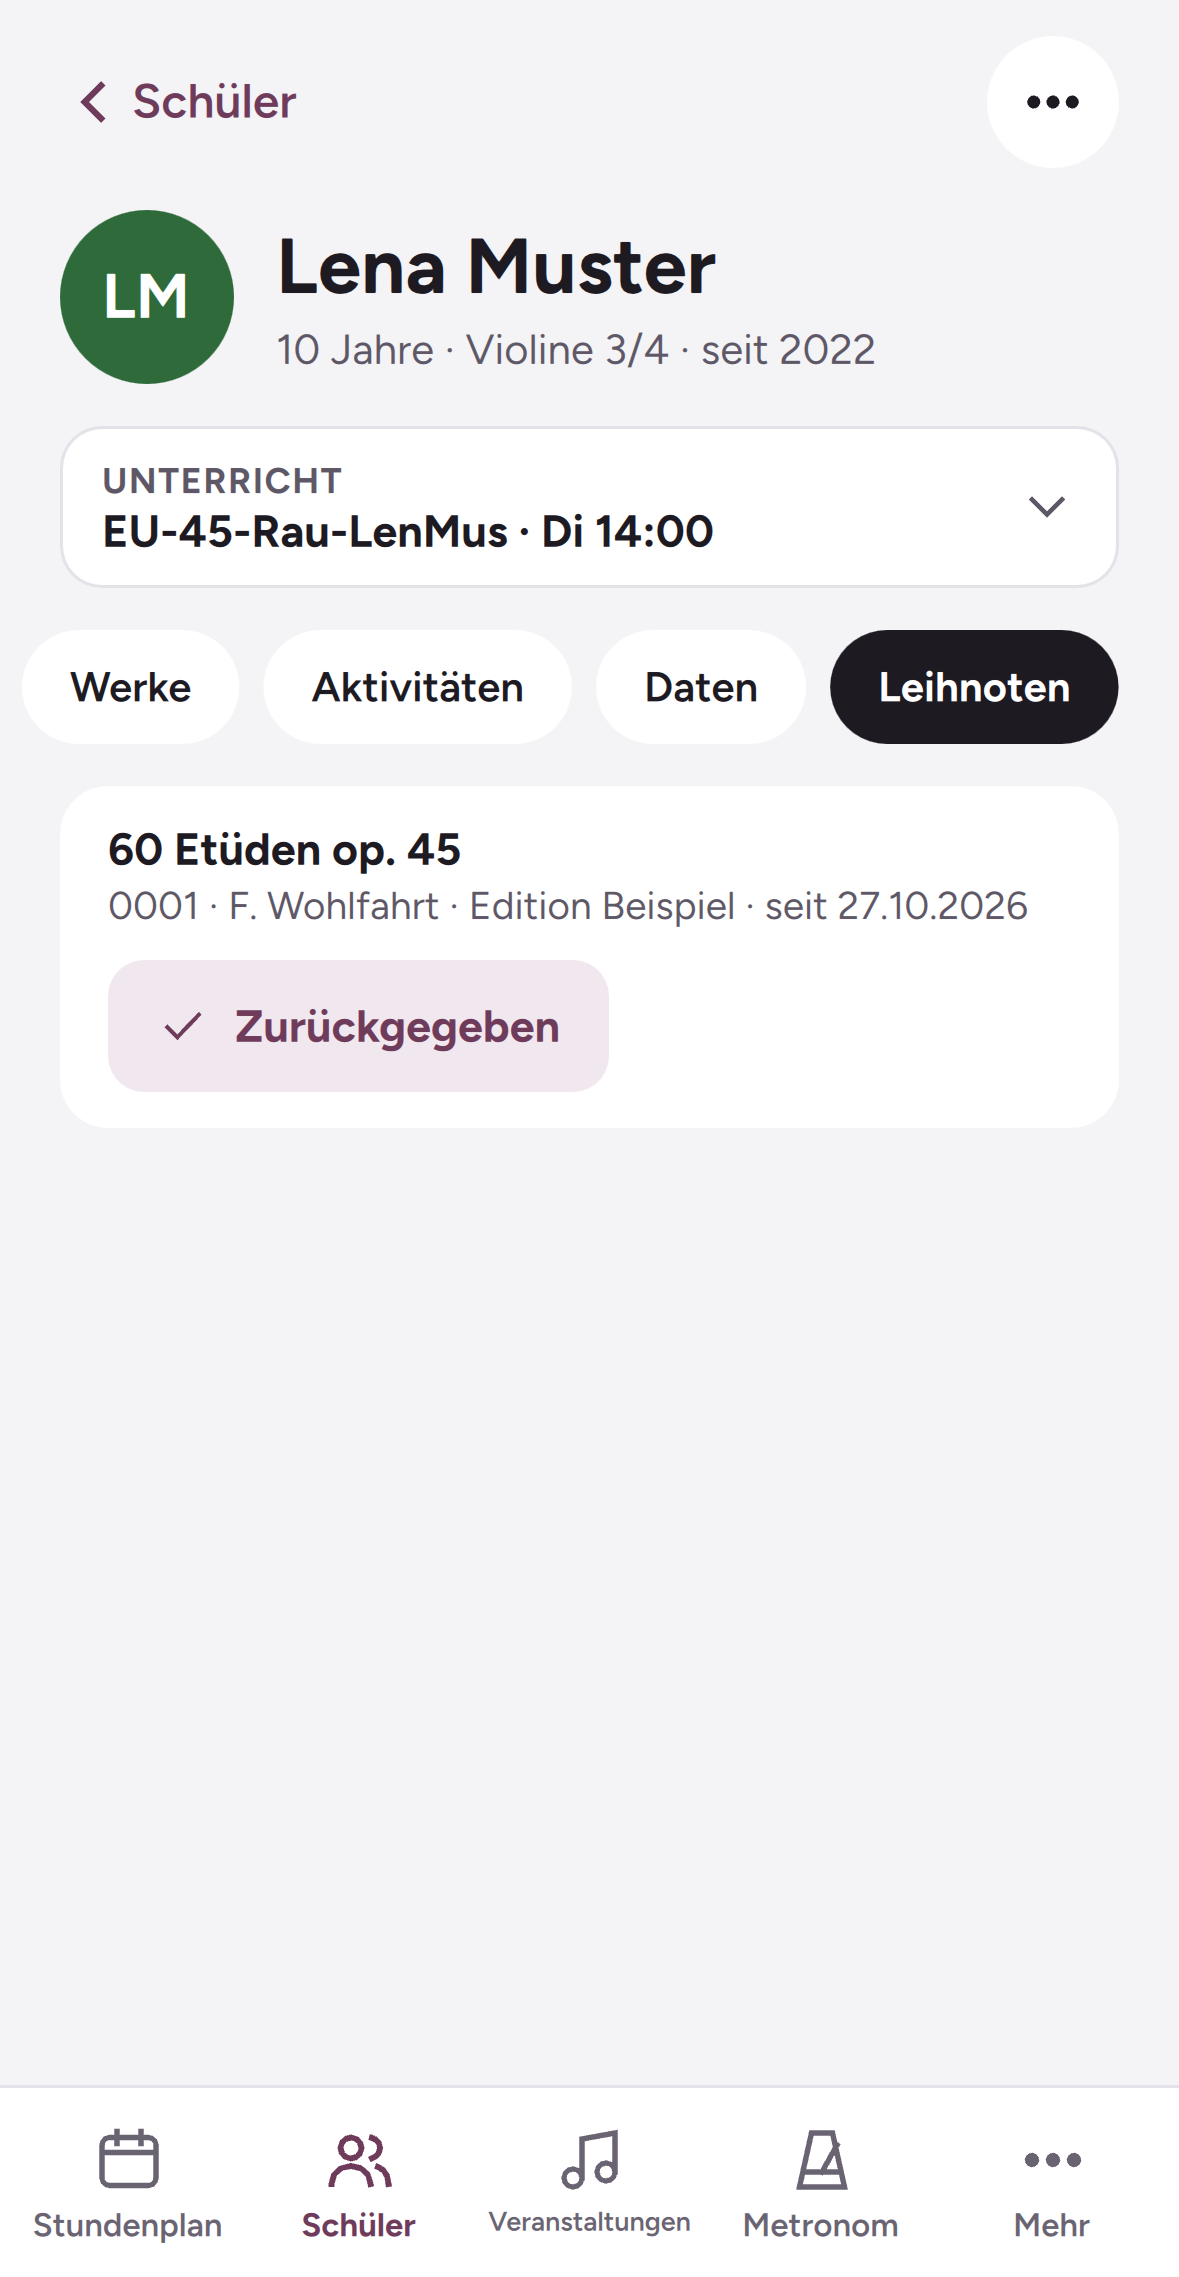 Schüler
LM
Lena Muster
10 Jahre · Violine 3/4 · seit 2022
UNTERRICHT
EU-45-Rau-LenMus · Di 14:00
Werke Aktivitäten Daten Leihnoten
60 Etüden op. 45
0001 · F. Wohlfahrt · Edition Beispiel · seit 27.10.2026
Zurückgegeben
Stundenplan Schüler Veranstaltungen Metronom Mehr